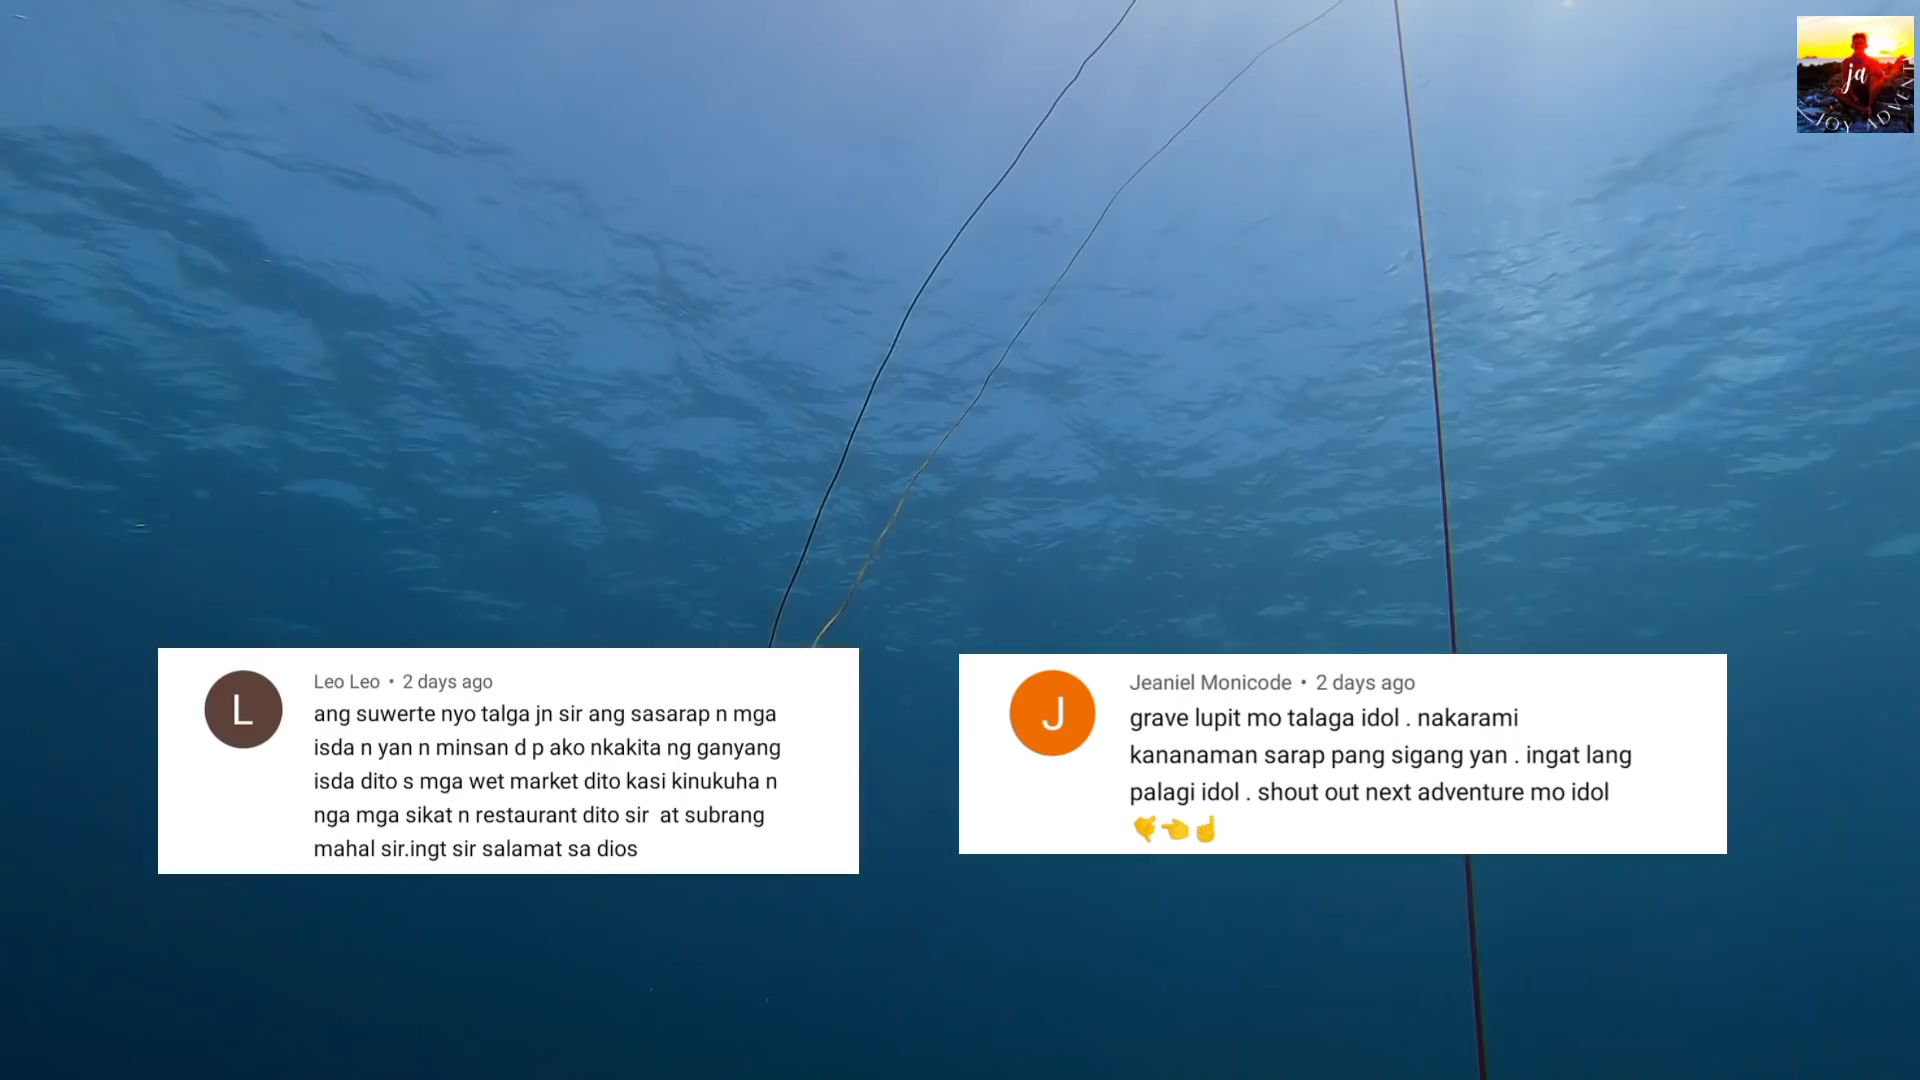 ja
L
Leo Leo • 2 days ago
ang suwerte nyo talga jn sir ang sasarap n mga
isda n yan n minsan d p ako nkakita ng ganyang
isda dito s mga wet market dito kasi kinukuha n
nga mga sikat n restaurant dito sir at subrang
mahal sir.ingt sir salamat sa dios
J
Jeaniel Monicode • 2 days ago
grave lupit mo talaga idol . nakarami
kananaman sarap pang sigang yan . ingat lang
palagi idol . shout out next adventure mo idol